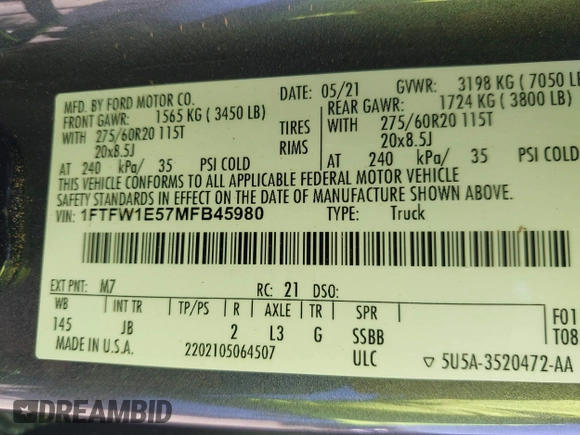 MFD. BY FORD MOTOR CO.
DATE: 05/21 GVWR: 3198 KG ( 7050 LB
FRONT GAWR: 1565 KG ( 3450 LB) REAR GAWR: 1724 KG ( 3800 LB)
WITH 275/60R20 115T TIRES 275/60R20 115T
20x8.5J RIMS 20x8.5J
AT 240 kPa/ 35 PSI COLD AT 240 kPa/ 35 PSI COLD
THIS VEHICLE CONFORMS TO ALL APPLICABLE FEDERAL MOTOR VEHICLE
SAFETY STANDARDS IN EFFECT ON THE DATE OF MANUFACTURE SHOWN ABOVE.
VIN: 1FTFW1E57MFB45980 TYPE: Truck
EXT PNT: M7 RC: 21 DSO:
WB INT TR TP/PS R AXLE TR SPR F01
145 JB 2 L3 G SSBB T08
MADE IN U.S.A. 2202105064507 ULC ▽ 5U5A-3520472-AA
DREAMBID